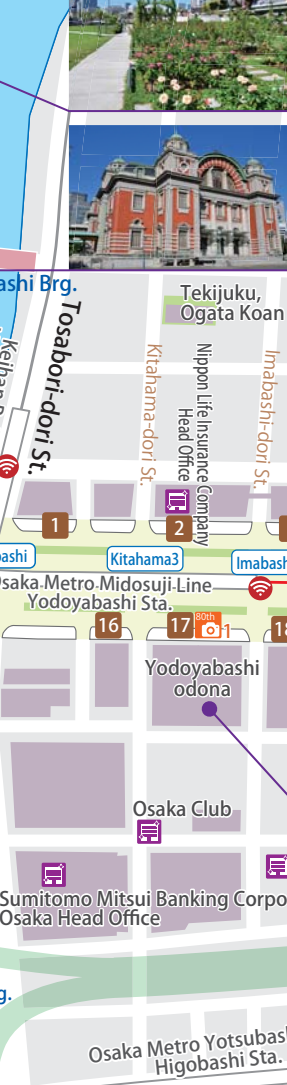 ashi Brg.
Tosabori-dori St.
Tekijuku,
Ogata Koan
Kitahama-dori St.
Nippon Life Insurance Company
Head Office
Imabashi-dori St.
1
2
ashi
Kitahama3
Imabash
Osaka Metro Midosuji Line
Yodoyabashi Sta.
16
17
80th
1
18
Yodoyabashi
odona
Osaka Club
Sumitomo Mitsui Banking Corpo
Osaka Head Office
g.
Osaka Metro Yotsubas
Higobashi Sta.